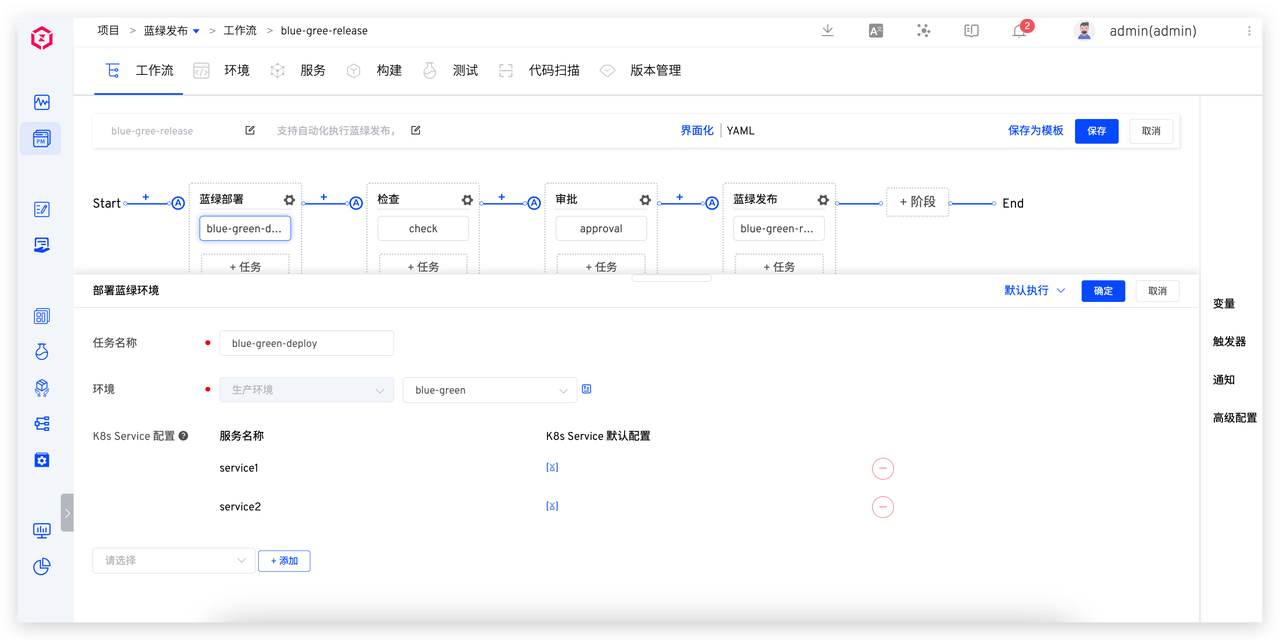 项目 > 蓝绿发布 > 工作流 > blue-gree-release
2
admin(admin)
工作流 环境 服务 构建 测试 代码扫描 版本管理
blue-gree-release 支持自动化执行蓝绿发布， 界面化 | YAML 保存为模板 保存 取消
Start + A 蓝绿部署 + A 检查 + A 审批 + A 蓝绿发布 + 阶段 End
blue-green-d... check approval blue-green-r...
+ 任务 + 任务 + 任务 + 任务
部署蓝绿环境 默认执行 确定 取消
变量
触发器
通知
高级配置
任务名称 blue-green-deploy
环境 生产环境 blue-green
K8s Service 配置 ? 服务名称 K8s Service 默认配置
service1
service2
请选择 + 添加